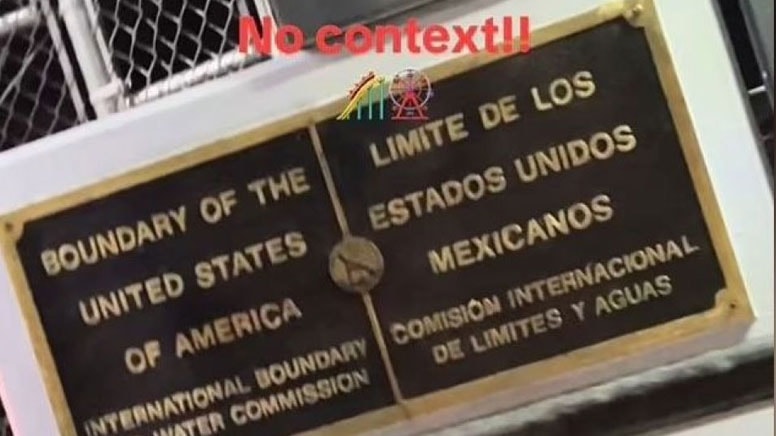 No context!!
BOUNDARY OF THE
UNITED STATES
OF AMERICA
INTERNATIONAL BOUNDARY
WATER COMMISSION
LIMITE DE LOS
ESTADOS UNIDOS
MEXICANOS
COMISIÓN INTERNACIONAL
DE LIMITES Y AGUAS